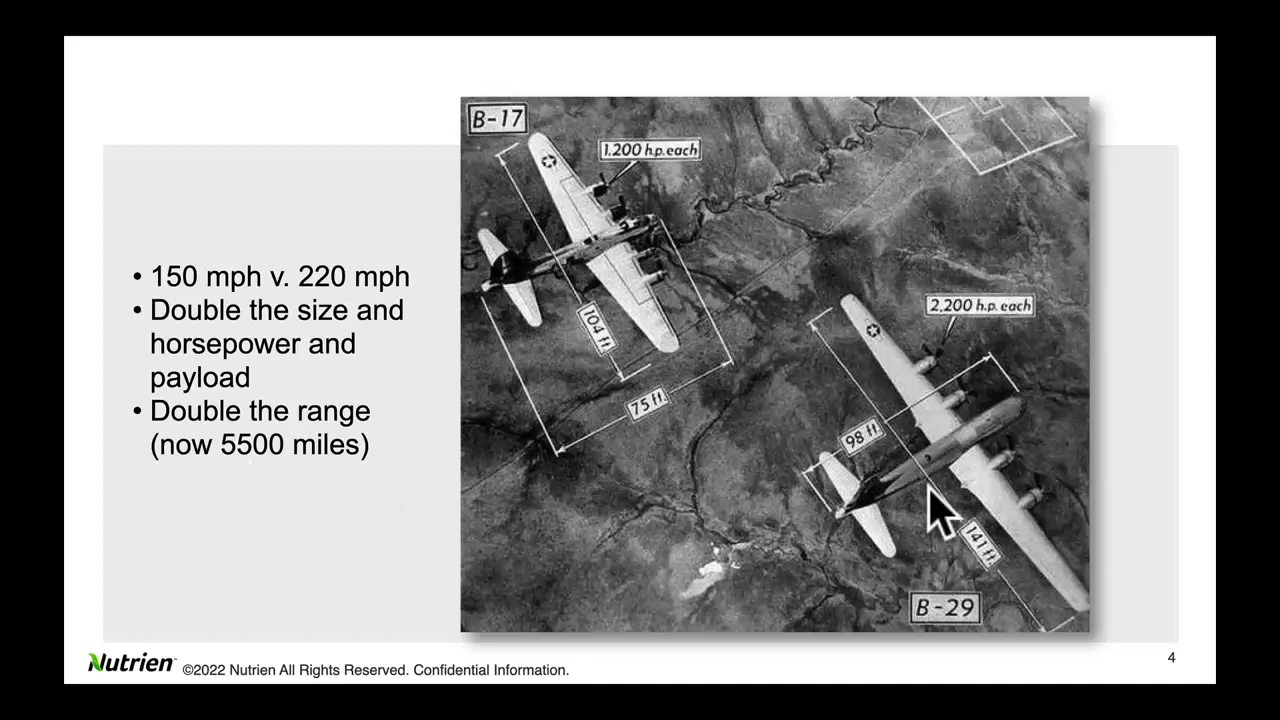 • 150 mph v. 220 mph
• Double the size and
horsepower and
payload
• Double the range
(now 5500 miles)
B-17
1,200 h.p. each
104 ft
75 ft.
2,200 h.p. each
98 ft
141 ft.
B-29
Nutrien
©2022 Nutrien All Rights Reserved. Confidential Information.
4